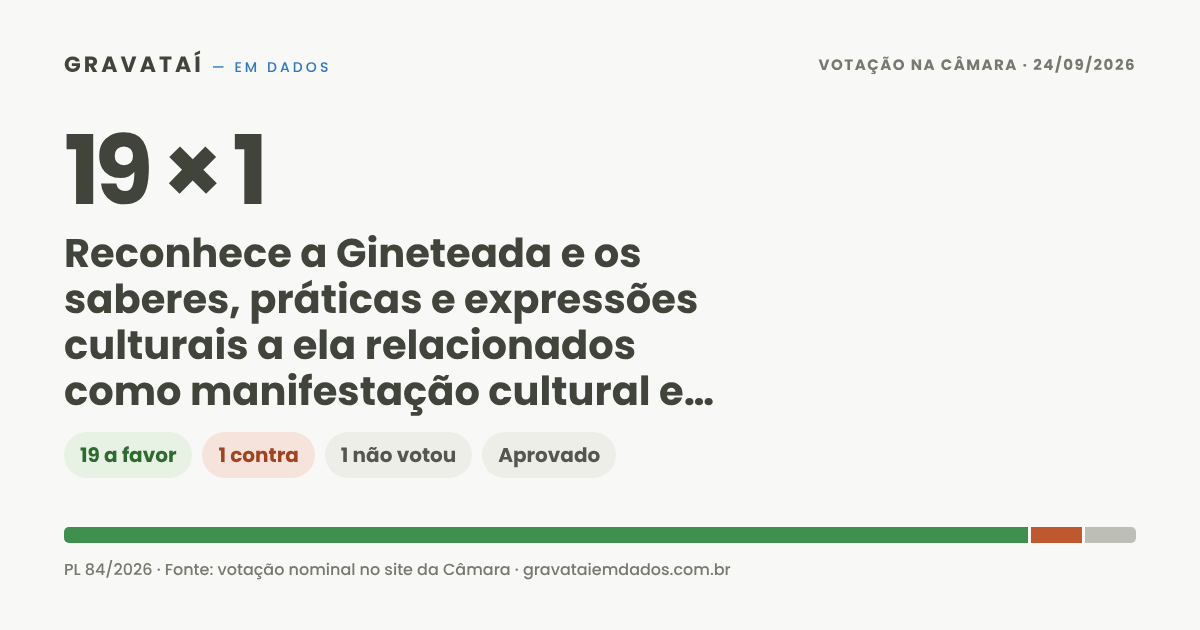 GRAVATAÍ — EM DADOS
VOTAÇÃO NA CÂMARA · 24/09/2026
19 × 1
Reconhece a Gineteada e os
saberes, práticas e expressões
culturais a ela relacionados
como manifestação cultural e...
19 a favor
1 contra
1 não votou
Aprovado
PL 84/2026 · Fonte: votação nominal no site da Câmara · gravataiemdados.com.br